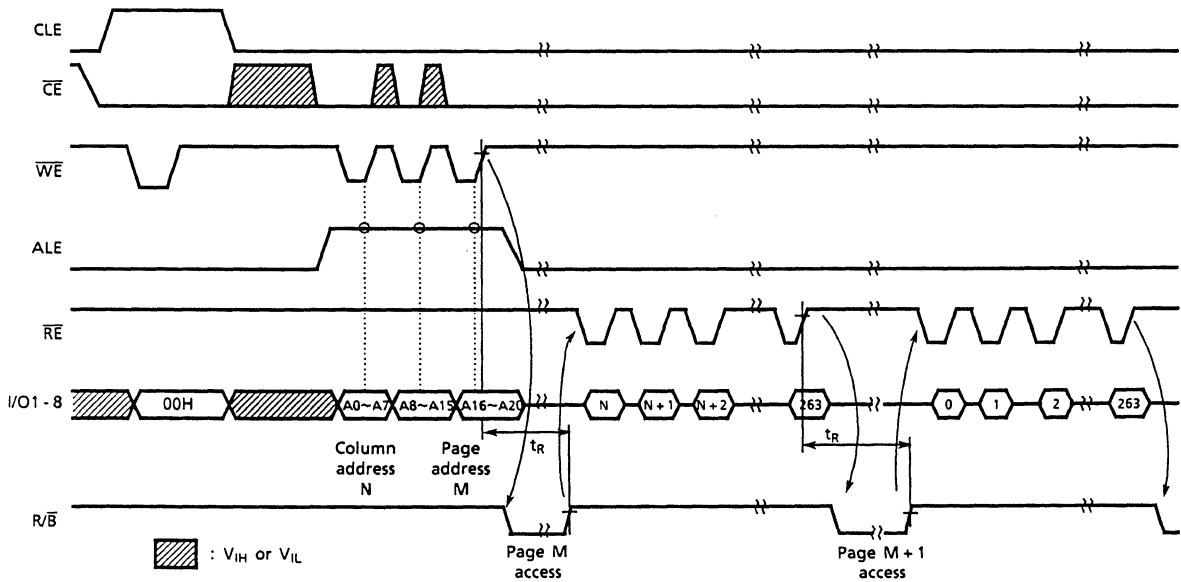 CLE
CE
WE
ALE
RE
I/O1 - 8 00H A0~A7 A8~A15 A16~A20 N N+1 N+2 263 0 1 2 263
tR tR
Column address N
Page address M
R/B
Page M access
Page M + 1 access
: VIH or VIL